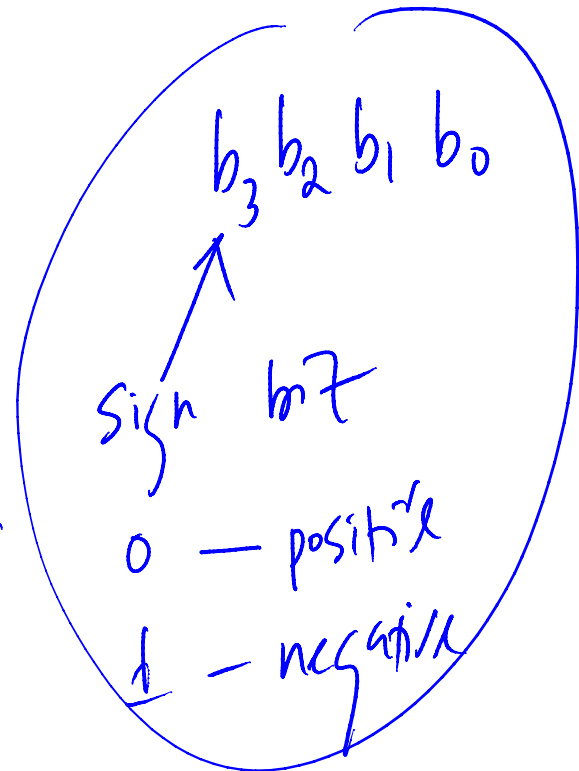 b₃ b₂ b₁ b₀
sign bit
0 — positive
1 — negative